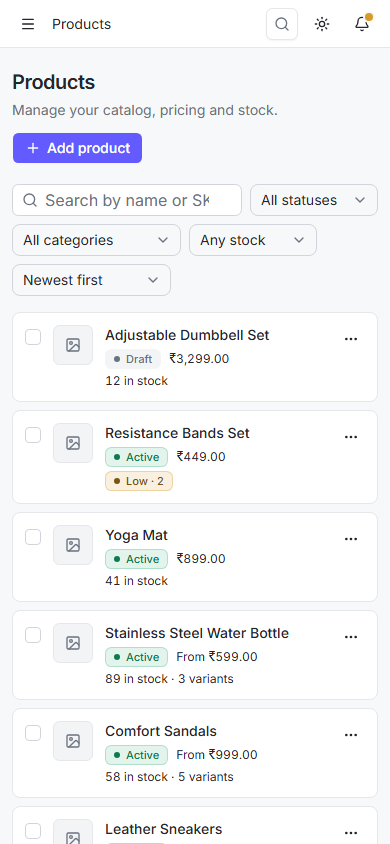 Products
Products
Manage your catalog, pricing and stock.
Add product
Search by name or SK
All statuses
All categories
Any stock
Newest first
Adjustable Dumbbell Set
Draft ₹3,299.00
12 in stock
Resistance Bands Set
Active ₹449.00
Low · 2
Yoga Mat
Active ₹899.00
41 in stock
Stainless Steel Water Bottle
Active From ₹599.00
89 in stock · 3 variants
Comfort Sandals
Active From ₹999.00
58 in stock · 5 variants
Leather Sneakers